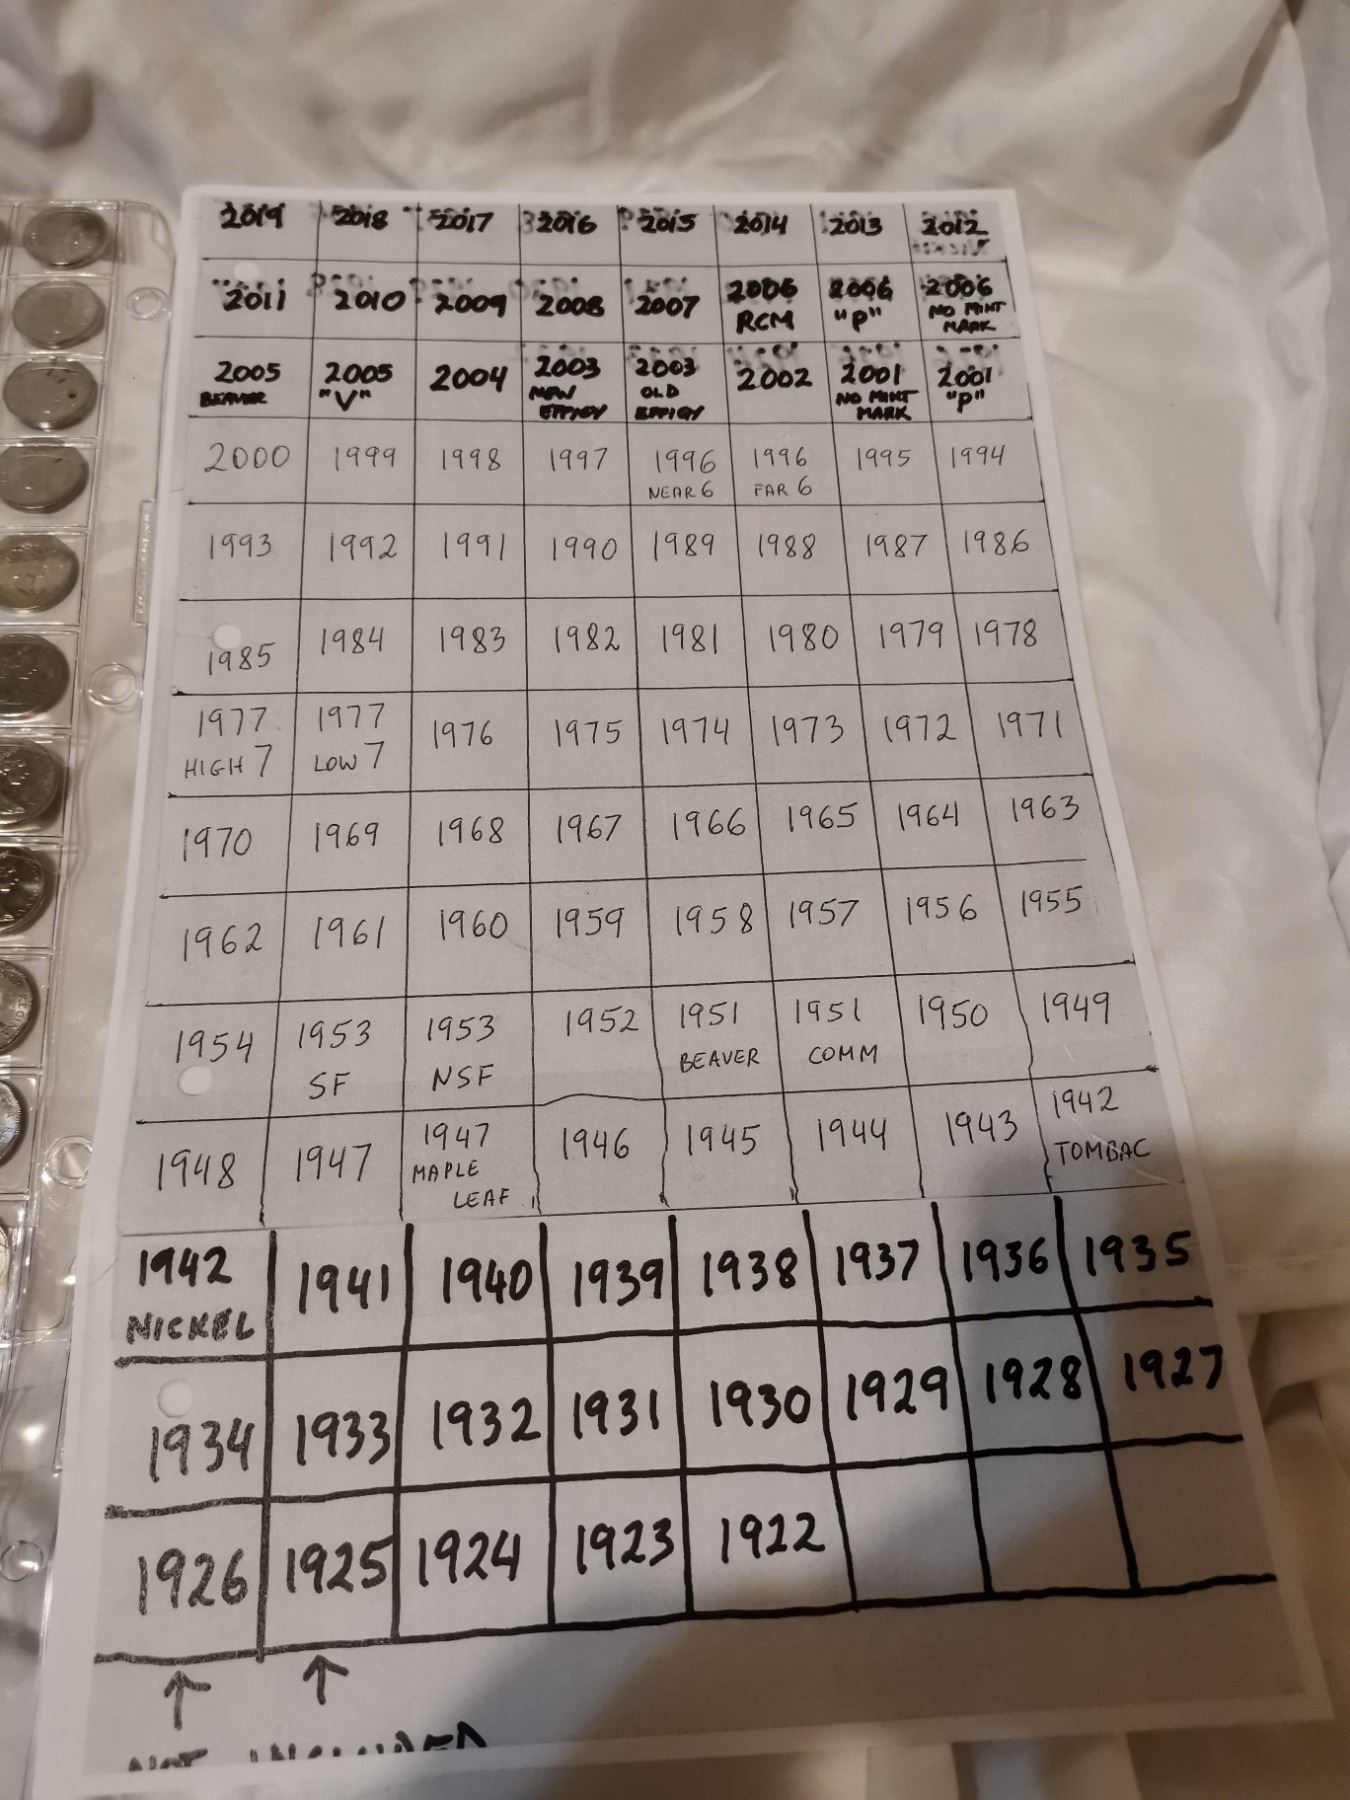 2019 2018 2017 2016 2015 2014 2013 2012
2011 2010 2009 2008 2007 2006 2006 2006
RCM "P" NO MINT
MARK
2005 2005 2004 2003 2003 2002 2001 2001
BEAVER "V" NEW OLD NO MINT "P"
EFFIGY EFFIGY MARK
2000 1999 1998 1997 1996 1996 1995 1994
NEAR 6 FAR 6
1993 1992 1991 1990 1989 1988 1987 1986
1985 1984 1983 1982 1981 1980 1979 1978
1977 1977 1976 1975 1974 1973 1972 1971
HIGH 7 LOW 7
1970 1969 1968 1967 1966 1965 1964 1963
1962 1961 1960 1959 1958 1957 1956 1955
1954 1953 1953 1952 1951 1951 1950 1949
SF NSF BEAVER COMM
1948 1947 1947 1946 1945 1944 1943 1942
MAPLE TOMBAC
LEAF
1942 1941 1940 1939 1938 1937 1936 1935
NICKEL
1934 1933 1932 1931 1930 1929 1928 1927
1926 1925 1924 1923 1922
NOT INCLUDED